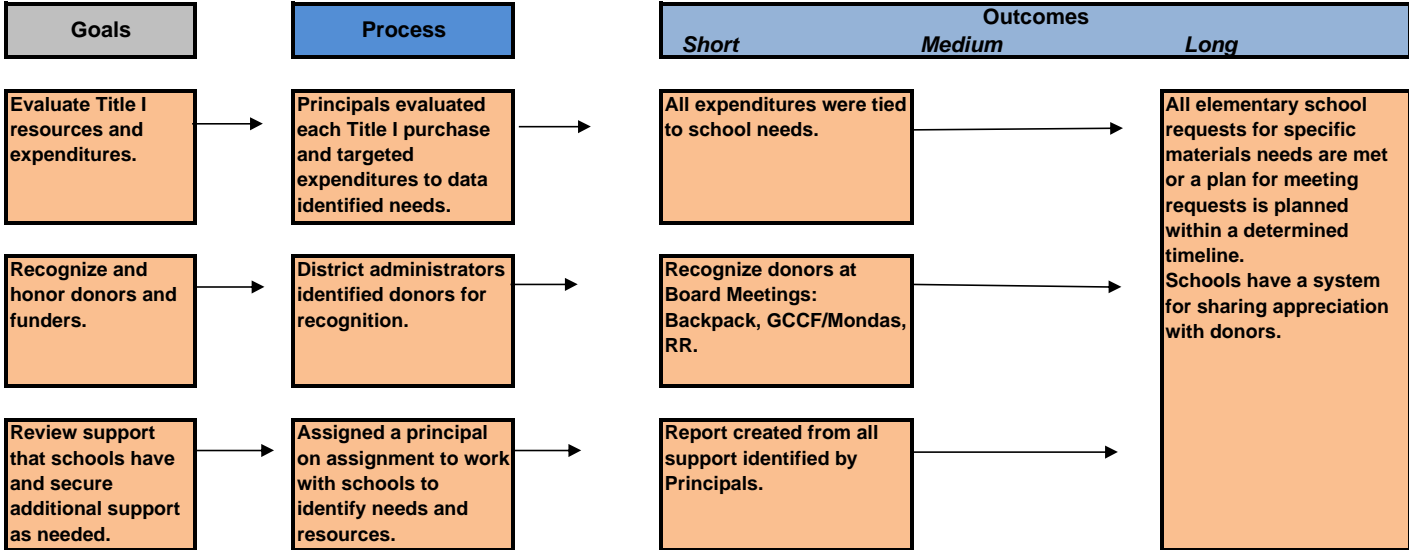 Goals
Process
Outcomes
Short Medium Long
Evaluate Title I
resources and
expenditures.
Principals evaluated
each Title I purchase
and targeted
expenditures to data
identified needs.
All expenditures were tied
to school needs.
All elementary school
requests for specific
materials needs are met
or a plan for meeting
requests is planned
within a determined
timeline.
Schools have a system
for sharing appreciation
with donors.
Recognize and
honor donors and
funders.
District administrators
identified donors for
recognition.
Recognize donors at
Board Meetings:
Backpack, GCCF/Mondas,
RR.
Review support
that schools have
and secure
additional support
as needed.
Assigned a principal
on assignment to work
with schools to
identify needs and
resources.
Report created from all
support identified by
Principals.